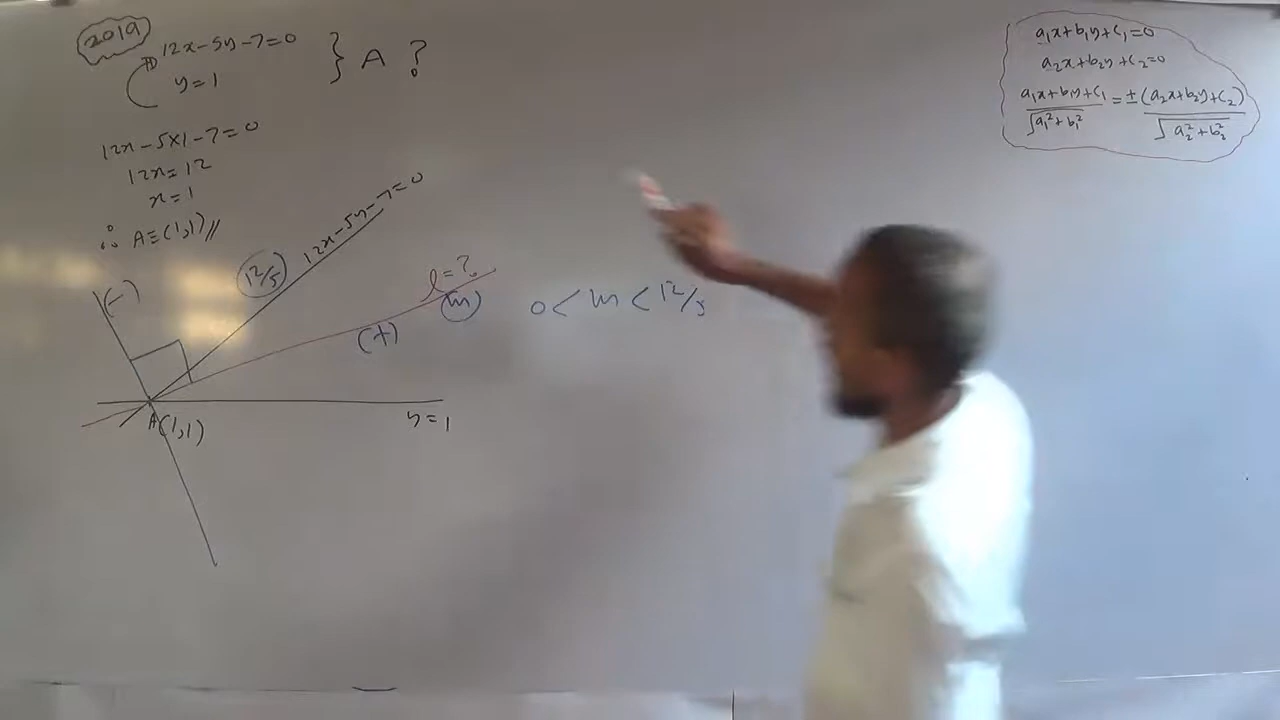 2019
12x-5y-7=0
y=1
} A ?
12x-5x1-7=0
12x=12
x=1
∴ A≡(1,1)//
a₁x+b₁y+c₁=0
a₂x+b₂y+c₂=0
a₁x+b₁y+c₁/√a₁²+b₁² = ±(a₂x+b₂y+c₂)/√a₂²+b₂²
12/5
12x-5y-7=0
(-)
l=?
(m)
(+)
0<m<12/5
A(1,1)
y=1